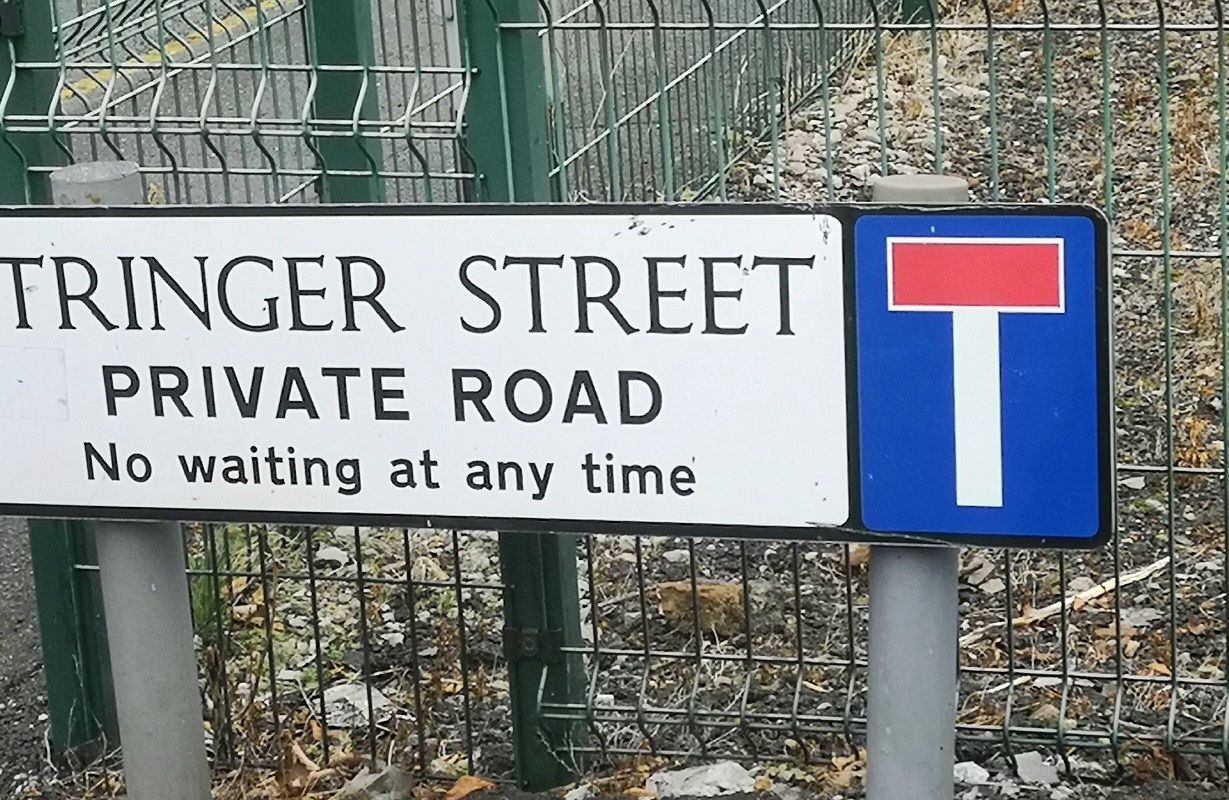 TRINGER STREET
PRIVATE ROAD
No waiting at any time